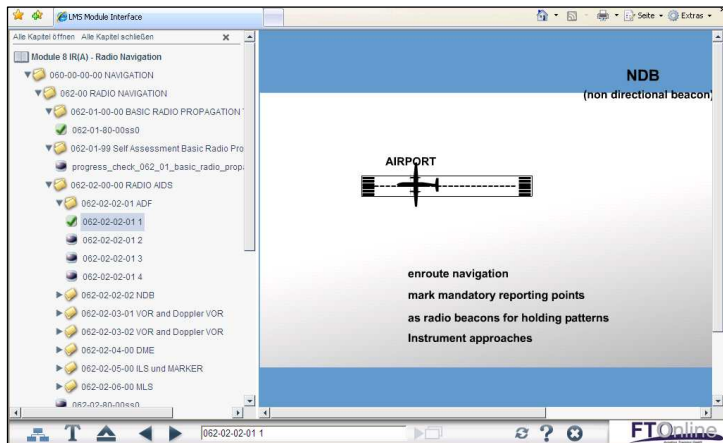 LMS Module Interface
Seite
Extras
Alle Kapitel öffnen Alle Kapitel schließen
Module 8 IR(A) - Radio Navigation
060-00-00-00 NAVIGATION
062-00 RADIO NAVIGATION
062-01-00-00 BASIC RADIO PROPAGATION
062-01-80-00ss0
062-01-99 Self Assessment Basic Radio Pro
progress_check_062_01_basic_radio_propa
062-02-00-00 RADIO AIDS
062-02-02-01 ADF
062-02-02-01 1
062-02-02-01 2
062-02-02-01 3
062-02-02-01 4
062-02-02-02 NDB
062-02-03-01 VOR and Doppler VOR
062-02-03-02 VOR and Doppler VOR
062-02-04-00 DME
062-02-05-00 ILS und MARKER
062-02-06-00 MLS
062-02-80-00ss0
NDB
(non directional beacon)
AIRPORT
enroute navigation
mark mandatory reporting points
as radio beacons for holding patterns
Instrument approaches
062-02-02-01 1
FTOnline